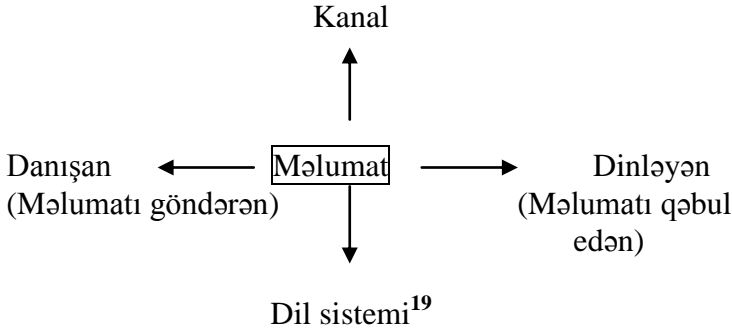 Kanal
Danışan Məlumat Dinləyən
(Məlumatı göndərən) (Məlumatı qəbul
edən)
Dil sistemi19